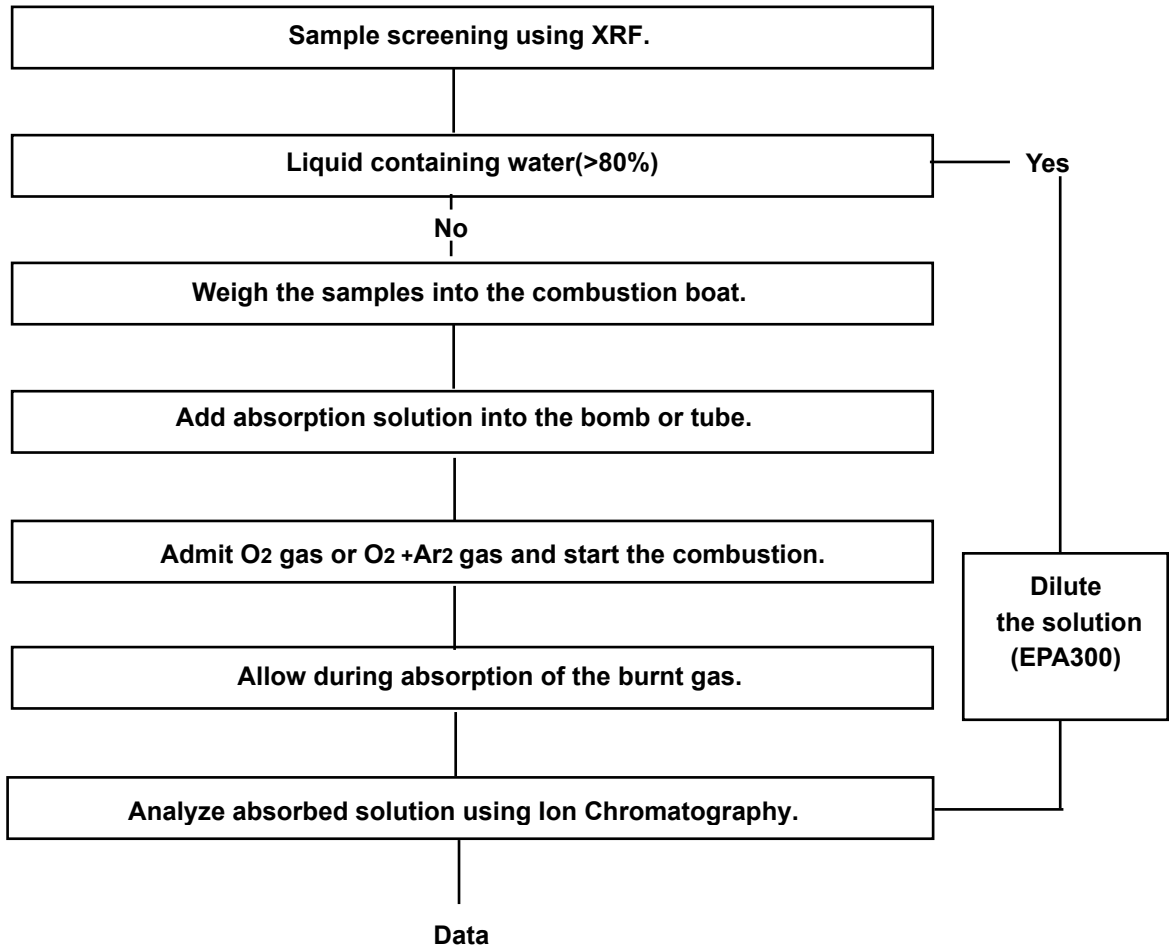 Sample screening using XRF.
Liquid containing water(>80%)
Yes
No
Weigh the samples into the combustion boat.
Add absorption solution into the bomb or tube.
Admit O2 gas or O2 +Ar2 gas and start the combustion.
Dilute
the solution
(EPA300)
Allow during absorption of the burnt gas.
Analyze absorbed solution using Ion Chromatography.
Data